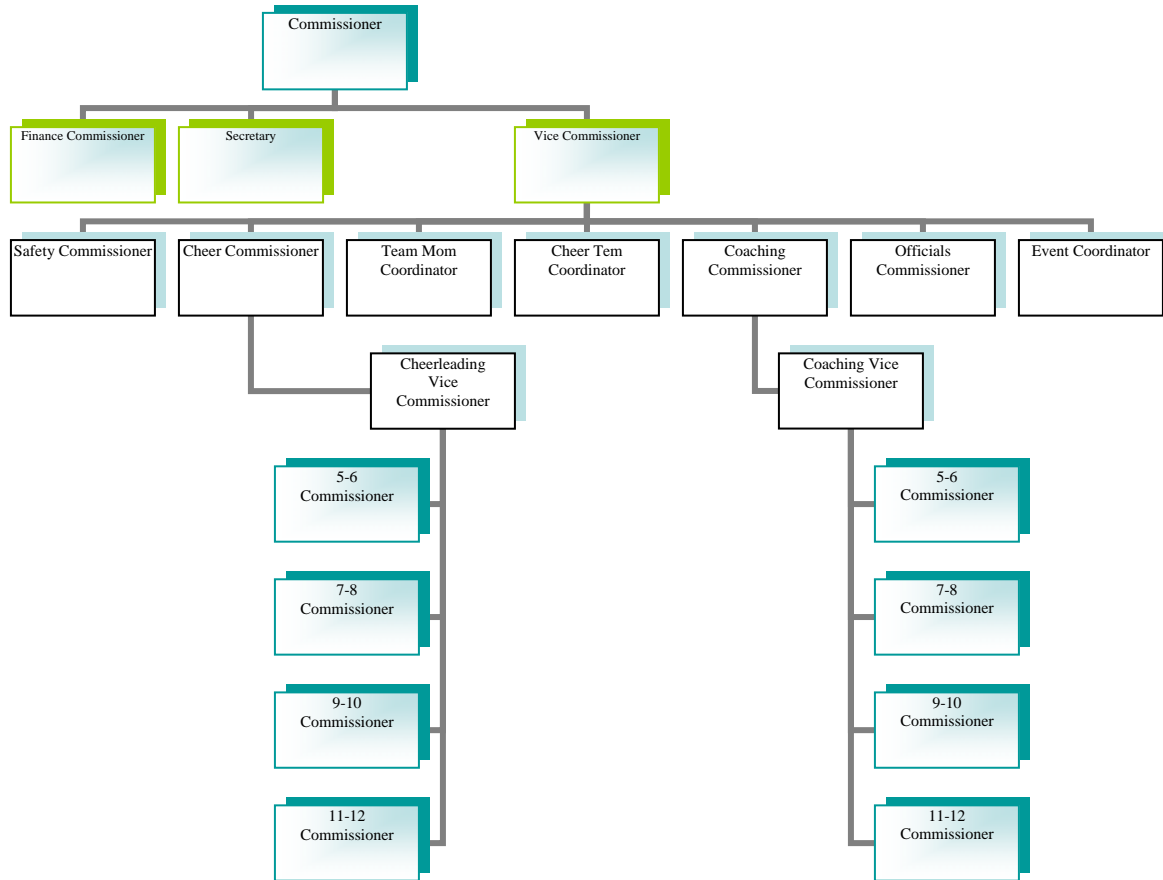 Commissioner
Finance Commissioner
Secretary
Vice Commissioner
Safety Commissioner
Cheer Commissioner
Team Mom
Coordinator
Cheer Tem
Coordinator
Coaching
Commissioner
Officials
Commissioner
Event Coordinator
Cheerleading
Vice
Commissioner
Coaching Vice
Commissioner
5-6
Commissioner
7-8
Commissioner
9-10
Commissioner
11-12
Commissioner
5-6
Commissioner
7-8
Commissioner
9-10
Commissioner
11-12
Commissioner